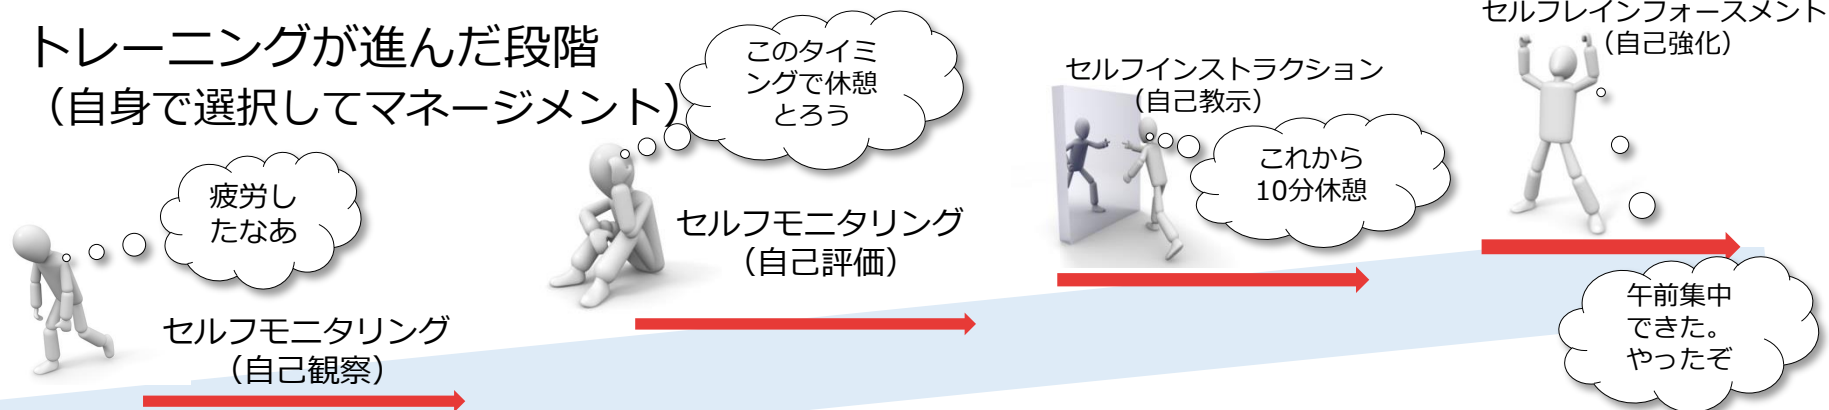 トレーニングが進んだ段階
（自身で選択してマネージメント）
疲労し
たなあ
セルフモニタリング
（自己観察）
このタイミ
ングで休憩
とろう
セルフモニタリング
（自己評価）
セルフインストラクション
（自己教示）
これから
10分休憩
セルフレインフォースメント
（自己強化）
午前集中
できた。
やったぞ